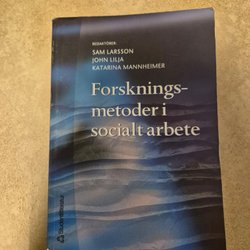 REDAKTÖRER:
SAM LARSSON
JOHN LILJA
KATARINA MANNHEIMER
Forsknings-
metoder i
socialt arbete
Studentlitteratur